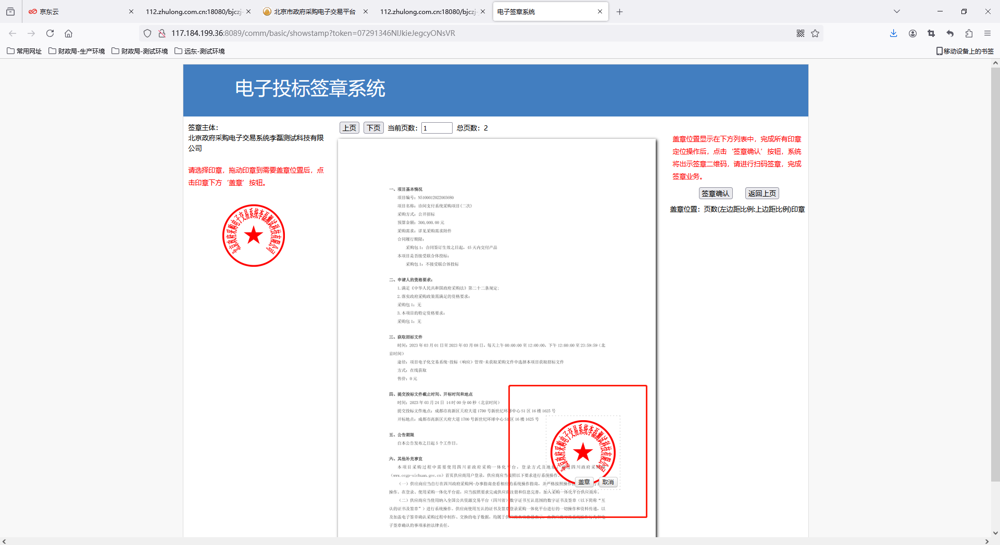 京东云
112.zhulong.com.cn:18080/bjczj-
北京市政府采购电子交易平台
112.zhulong.com.cn:18080/bjczj-
电子签章系统
117.184.199.36:8089/comm/basic/showstamp?token=07291346NIJkieJegcyONsVR
常用网址
财政局-生产环境
财政局-测试环境
远东-测试环境
移动设备上的书签
电子投标签章系统
签章主体：
北京政府采购电子交易系统李磊测试科技有限
公司
请选择印章，拖动印章到需要盖章位置后，点
击印章下方‘盖章’按钮。
北京政府采购电子交易系统李磊测试科技有限公司
上页 下页 当前页数：1 总页数：2
一、项目基本情况
项目编号：N5100012022003680
项目名称：诊间支付系统采购项目(二次)
采购方式：公开招标
预算金额：300,000.00 元
采购需求：详见采购需求附件
合同履行期限：
采购包 1：合同签订生效之日起，45 天内交付产品
本项目是否接受联合体投标：
采购包 1：不接受联合体投标
二、申请人的资格要求：
1.满足《中华人民共和国政府采购法》第二十二条规定;
2.落实政府采购政策需满足的资格要求：
采购包 1：无
3.本项目的特定资格要求：
采购包 1：无
三、获取招标文件
时间：2023 年 03 月 01 日至 2023 年 03 月 08 日，每天上午 00:00:00 至 12:00:00，下午 12:00:00 至 23:59:59（北
京时间）
途径：项目电子化交易系统-投标（响应）管理-未获取采购文件中选择本项目获取招标文件
方式：在线获取
售价：0 元
四、提交投标文件截止时间、开标时间和地点
时间：2023 年 03 月 24 日 14 时 00 分 00 秒（北京时间）
提交投标文件地点：成都市高新区天府大道 1700 号新世纪环球中心 S1 区 16 楼 1625 号
开标地点：成都市高新区天府大道 1700 号新世纪环球中心 S1 区 16 楼 1625 号
五、公告期限
自本公告发布之日起 5 个工作日。
六、其他补充事宜
本项目采购过程中需要使用四川省政府采购一体化平台，登录方式及地址：通过四川政府采购网
（www.ccgp-sichuan.gov.cn）首页供应商用户登录，供应商应当按照以下要求进行系统操作。
（一）供应商应当自行在四川政府采购网-办事指南查看相应的系统操作指南，并严格按照操作
操作。在登录、使用采购一体化平台前，应当按照要求完成供应商注册和信息完善，加入采购一体化平台供应商库。
（二）供应商应当使用纳入全国公共资源交易平台（四川省）数字证书互认范围的数字证书及签章（以下简称“互
认的证书及签章”）进行系统操作。供应商使用互认的证书及签章登录采购一体化平台进行的一切操作和资料传递，以
及加盖电子签章确认采购过程中制作、交换的电子数据，均属于供应商真实意思表示，由供应商对其系统操作行为和电
子签章确认的事项承担法律责任。
北京政府采购电子交易系统李磊测试科技有限公司
盖章 取消
盖章位置显示在下方列表中，完成所有印章
定位操作后，点击‘签章确认’按钮，系统
将出示签章二维码，请进行扫码签章，完成
签章业务。
签章确认 返回上页
盖章位置：页数(左边距比例:上边距比例)印章